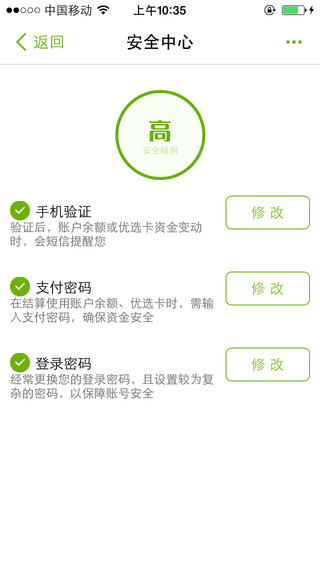 中国移动 上午10:35
返回 安全中心
高
安全级别
手机验证
验证后，账户余额或优选卡资金变动
时，会短信提醒您
修改
支付密码
在结算使用账户余额、优选卡时，需输
入支付密码，确保资金安全
修改
登录密码
经常更换您的登录密码，且设置较为复
杂的密码，以保障账号安全
修改